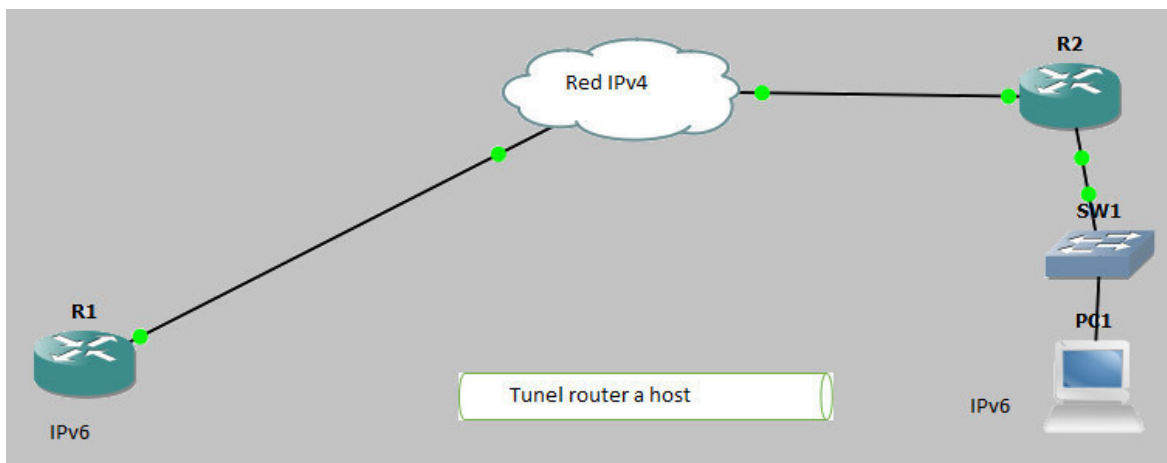 R2
Red IPv4
SW1
R1
PC1
Tunel router a host
IPv6
IPv6